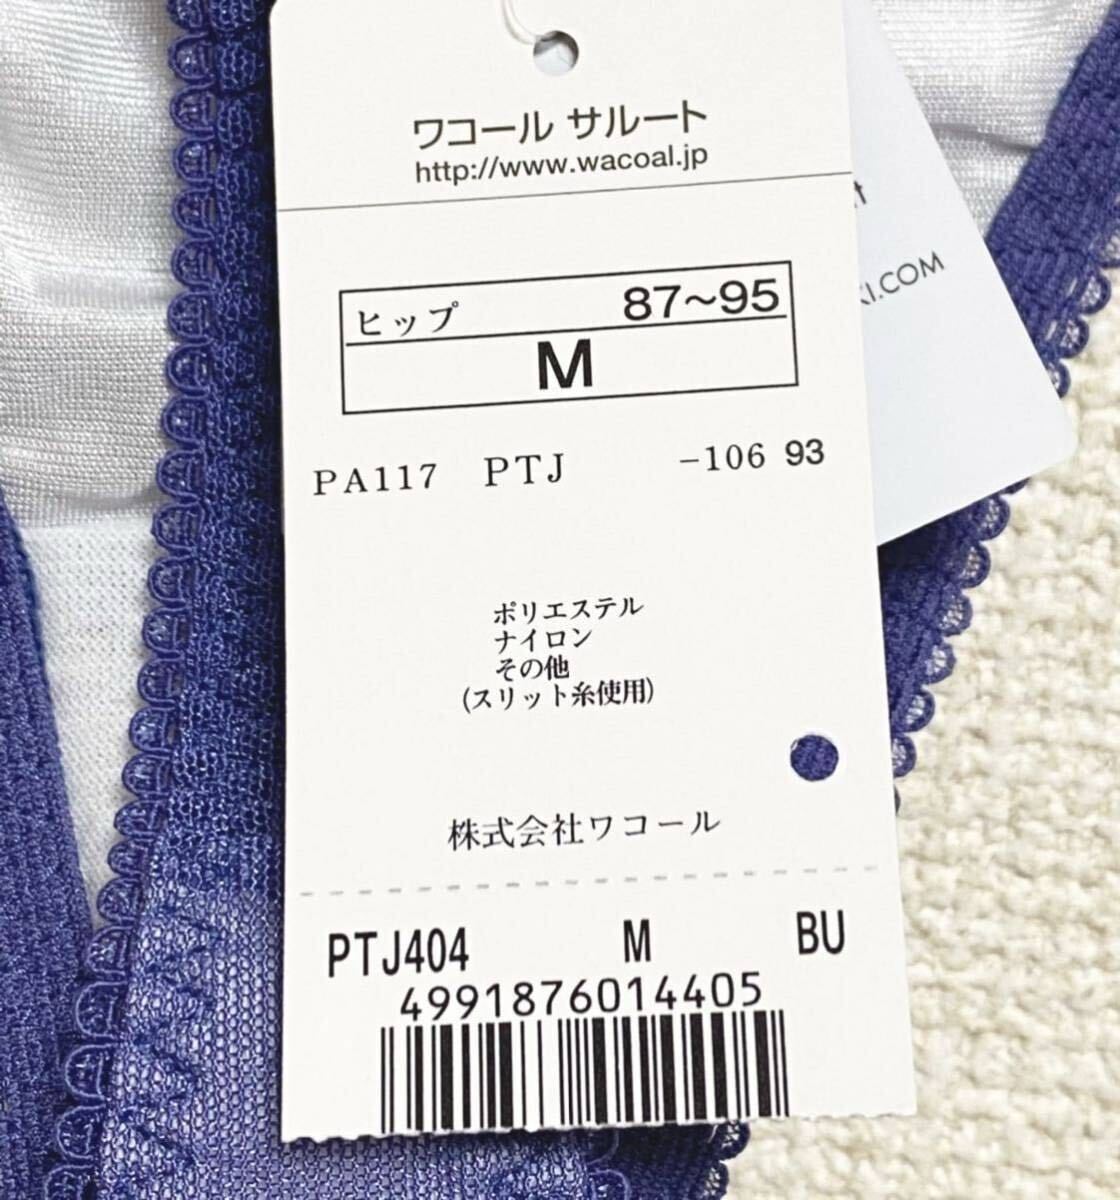 ワコール サルート
http://www.wacoal.jp
ヒップ 87〜95
M
PA117 PTJ -106 93
ポリエステル
ナイロン
その他
(スリット糸使用)
株式会社ワコール
PTJ404 M BU
4991876014405
KI.COM